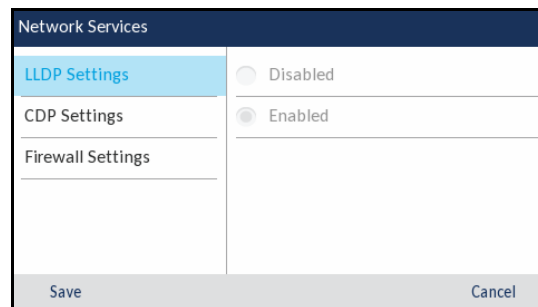 Network Services
LLDP Settings
Disabled
CDP Settings
Enabled
Firewall Settings
Save
Cancel